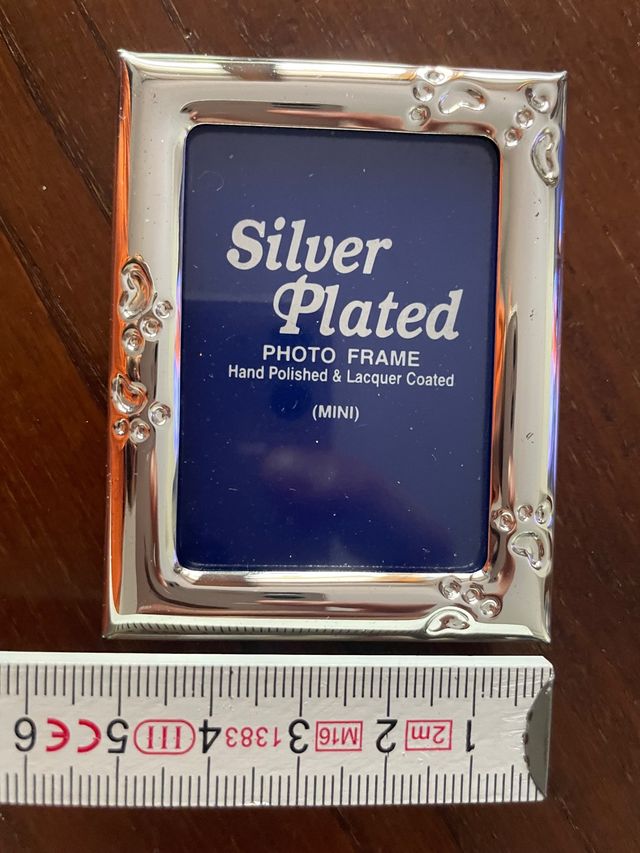 Silver
Plated
PHOTO FRAME
Hand Polished & Lacquer Coated
(MINI)
1 2m 2 M16 3 1383 4 III CE 5 6